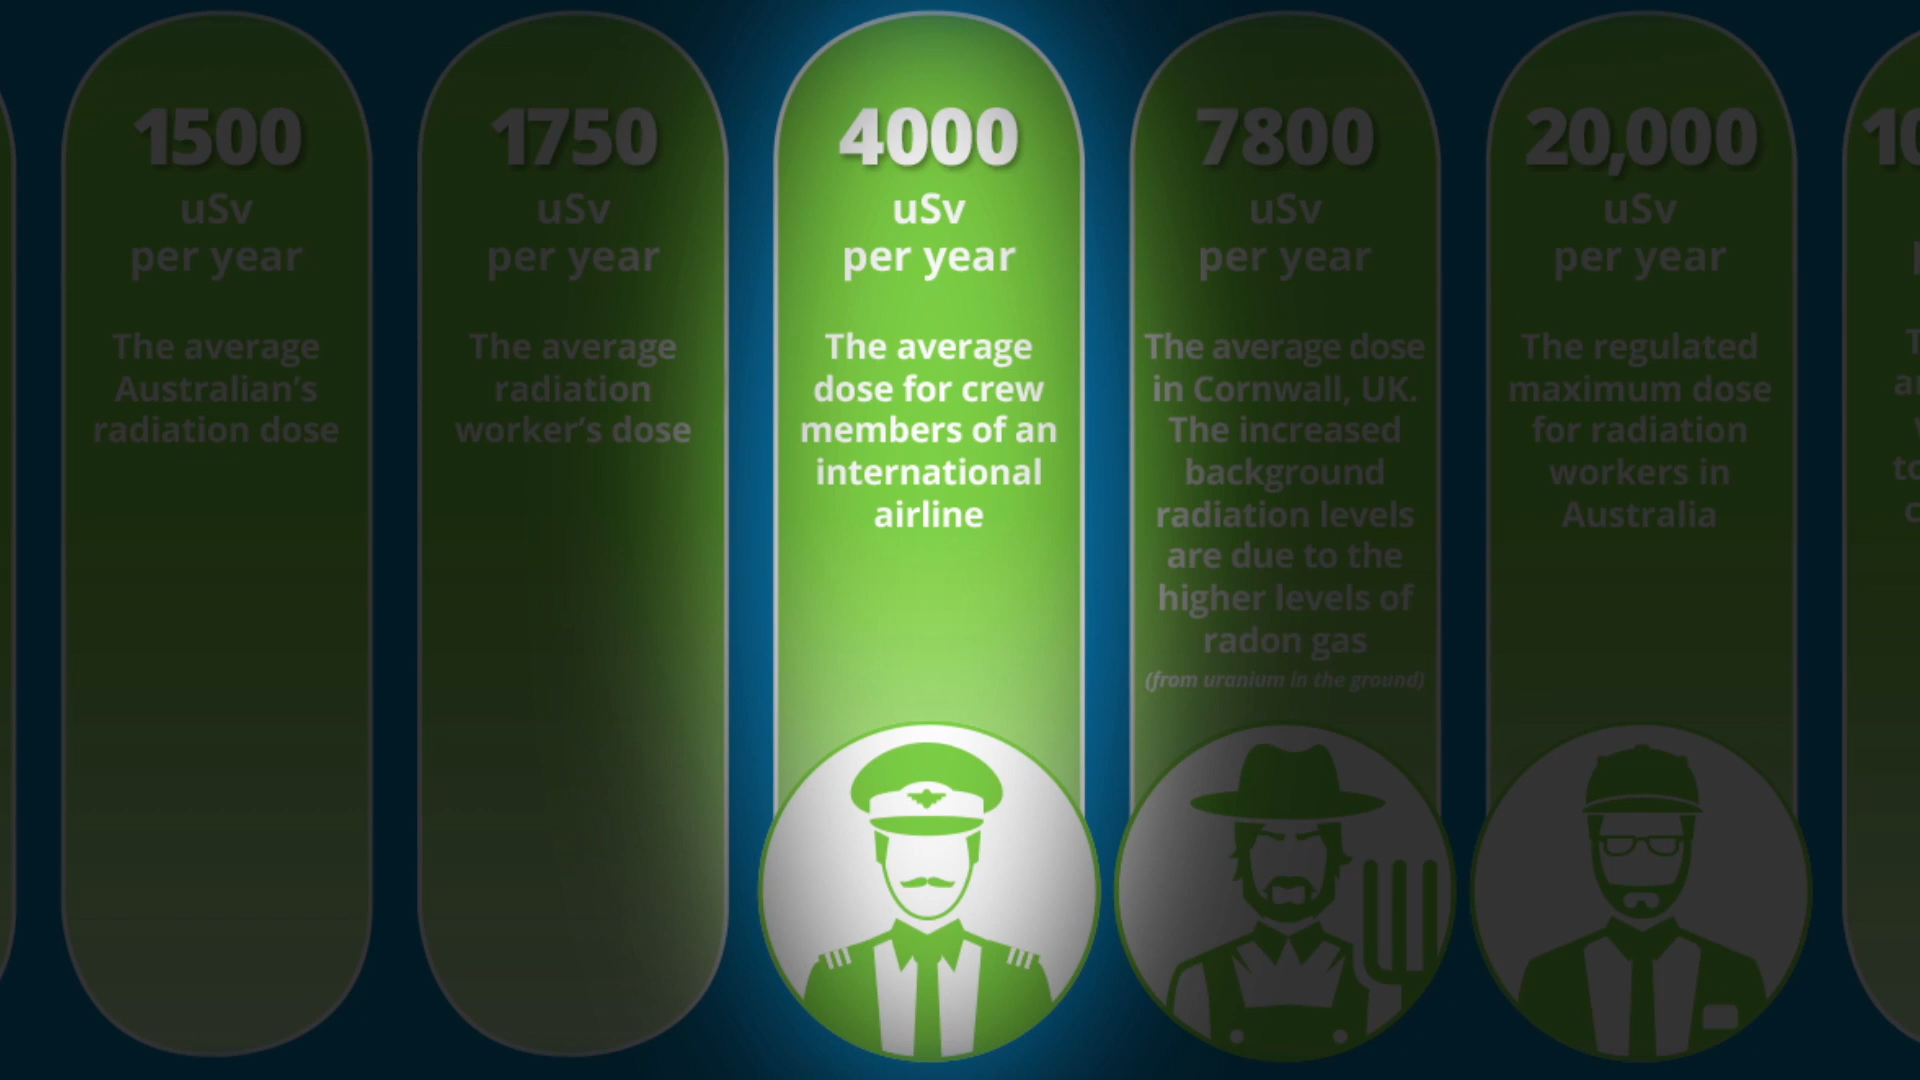 1500
uSv
per year
The average
Australian's
radiation dose
1750
uSv
per year
The average
radiation
worker's dose
4000
uSv
per year
The average
dose for crew
members of an
international
airline
7800
uSv
per year
The average dose
in Cornwall, UK.
The increased
background
radiation levels
are due to the
higher levels of
radon gas
(from uranium in the ground)
20,000
uSv
per year
The regulated
maximum dose
for radiation
workers in
Australia